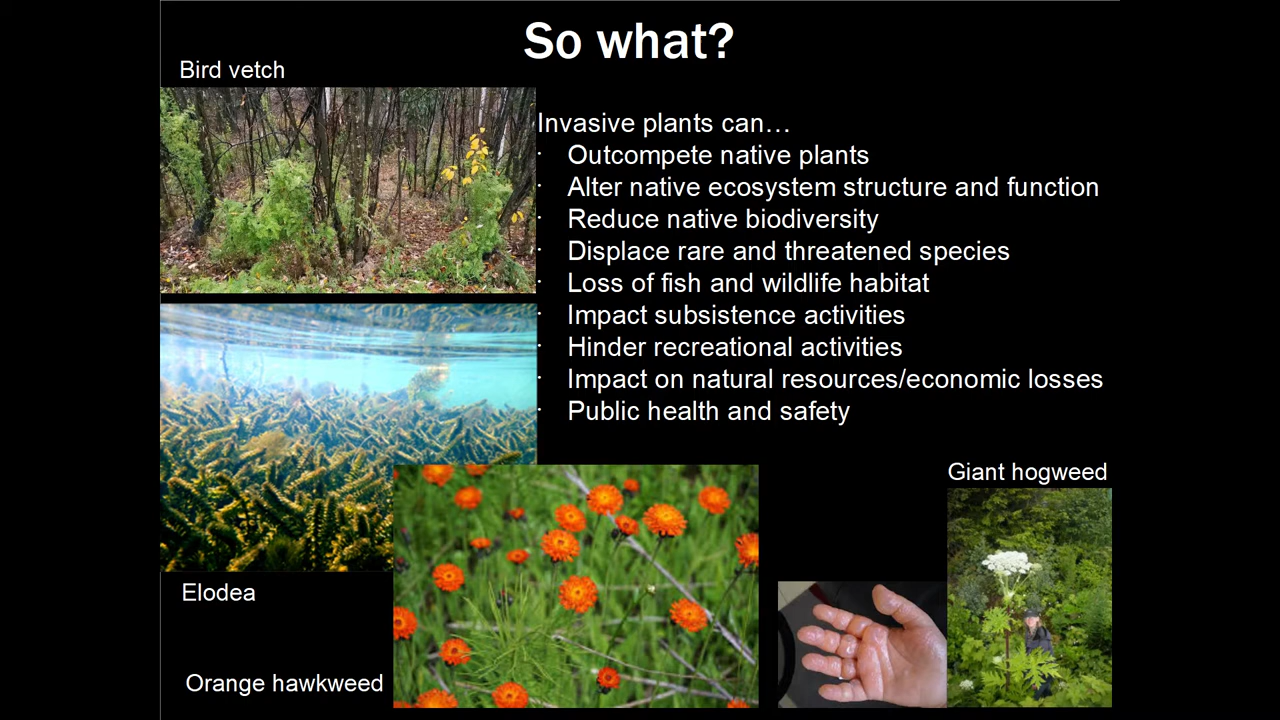 So what?
Bird vetch
Invasive plants can…
· Outcompete native plants
· Alter native ecosystem structure and function
· Reduce native biodiversity
· Displace rare and threatened species
· Loss of fish and wildlife habitat
· Impact subsistence activities
· Hinder recreational activities
· Impact on natural resources/economic losses
· Public health and safety
Giant hogweed
Elodea
Orange hawkweed